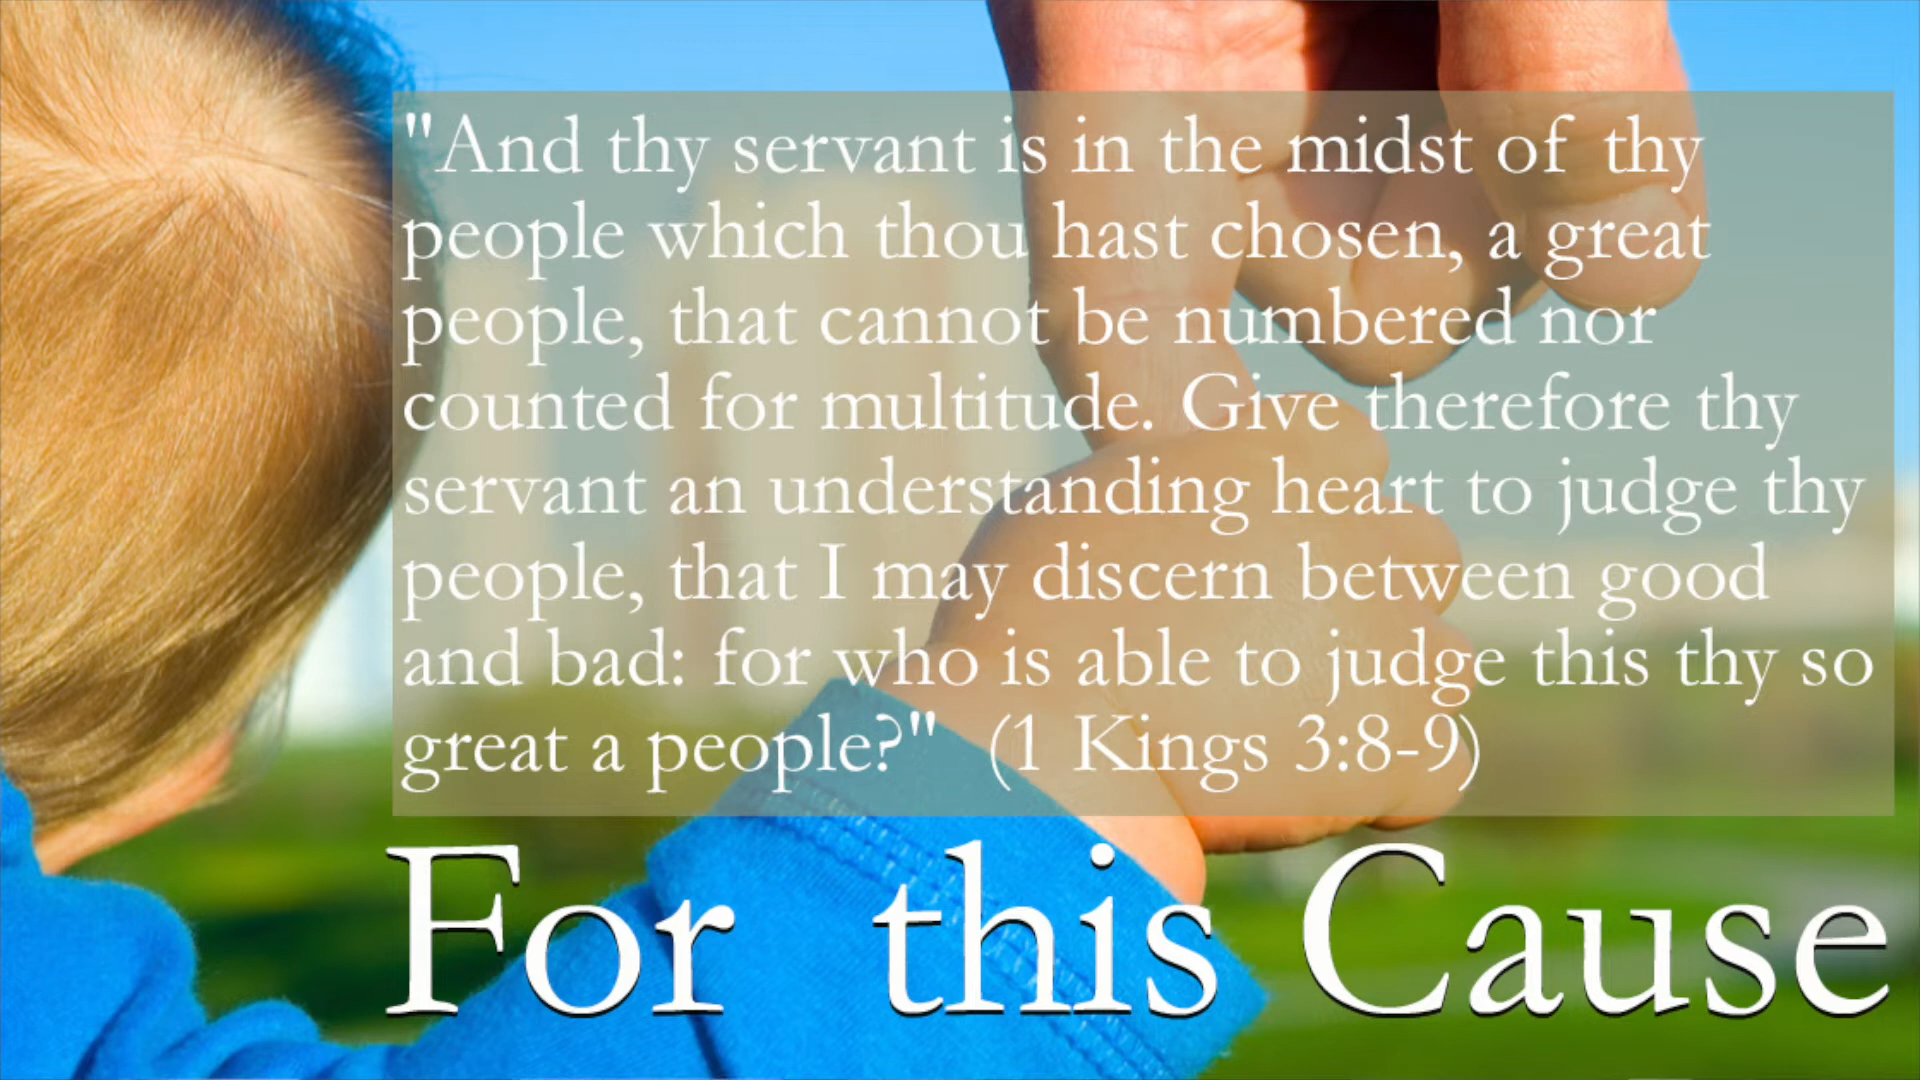 "And thy servant is in the midst of thy
people which thou hast chosen, a great
people, that cannot be numbered nor
counted for multitude. Give therefore thy
servant an understanding heart to judge thy
people, that I may discern between good
and bad: for who is able to judge this thy so
great a people?" (1 Kings 3:8-9)
For this Cause